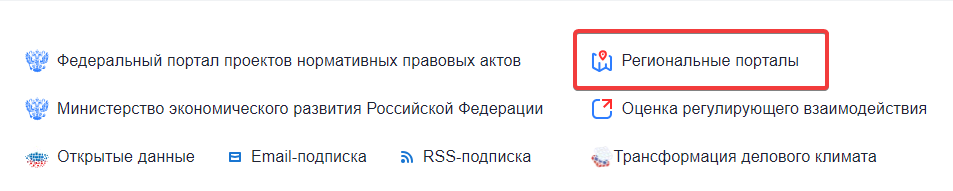 Федеральный портал проектов нормативных правовых актов
Региональные порталы
Министерство экономического развития Российской Федерации
Оценка регулирующего взаимодействия
Открытые данные
Email-подписка
RSS-подписка
Трансформация делового климата